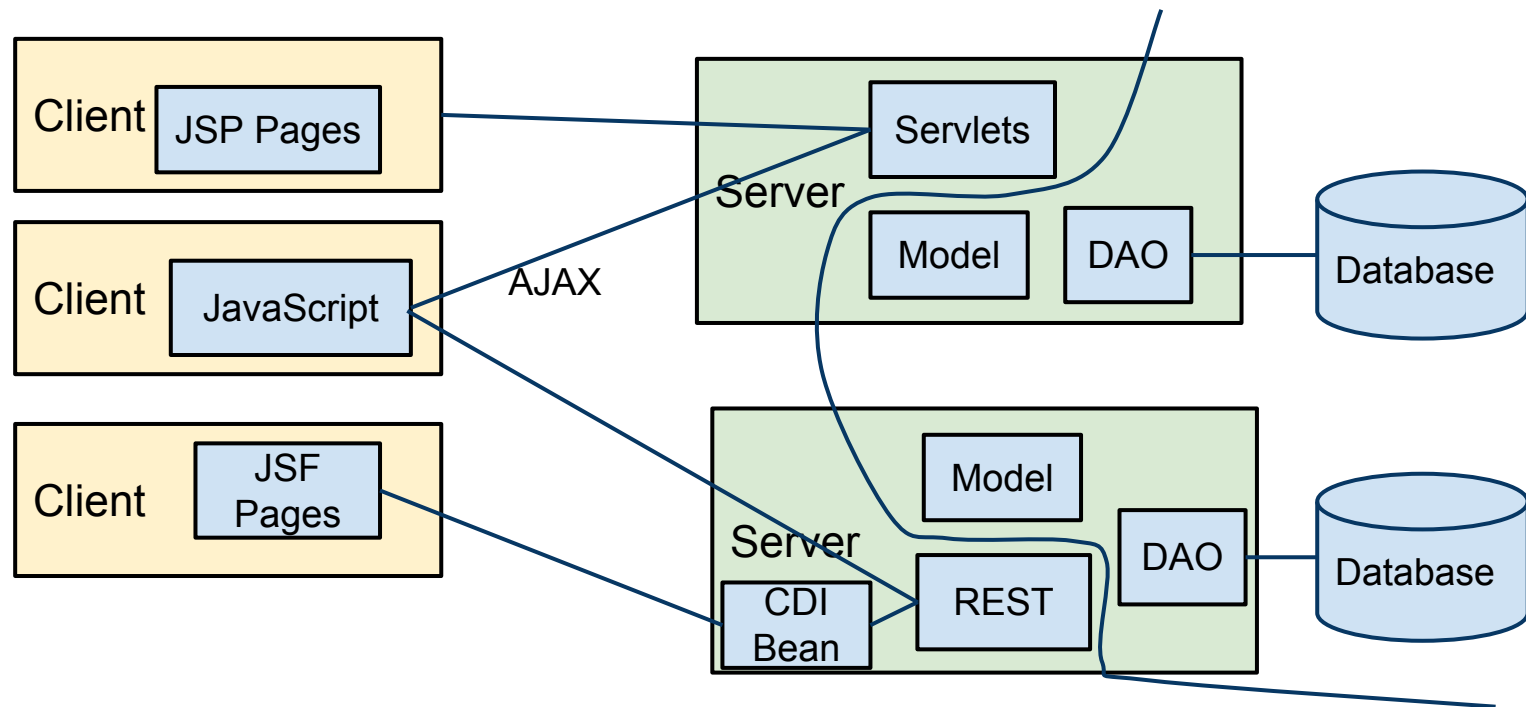 Client
JSP Pages
Client
JavaScript
AJAX
Client
JSF
Pages
Server
Servlets
Model
DAO
Database
Server
Model
DAO
CDI
Bean
REST
Database